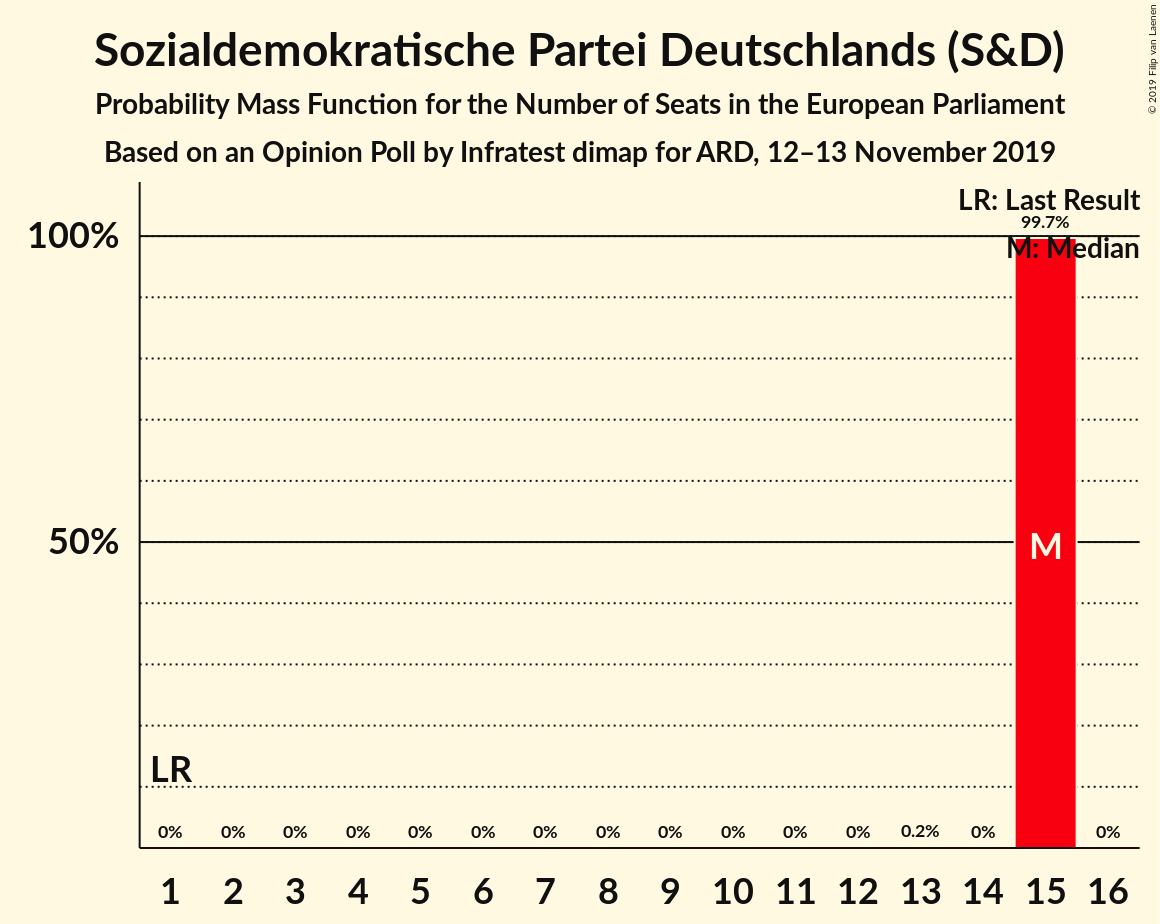 Sozialdemokratische Partei Deutschlands (S&D)
Probability Mass Function for the Number of Seats in the European Parliament
Based on an Opinion Poll by Infratest dimap for ARD, 12–13 November 2019
© 2019 Filip van Laenen
LR: Last Result
99.7%
M: Median
100%
50%
M
LR
0% 0% 0% 0% 0% 0% 0% 0% 0% 0% 0% 0% 0.2% 0% 0%
1 2 3 4 5 6 7 8 9 10 11 12 13 14 15 16